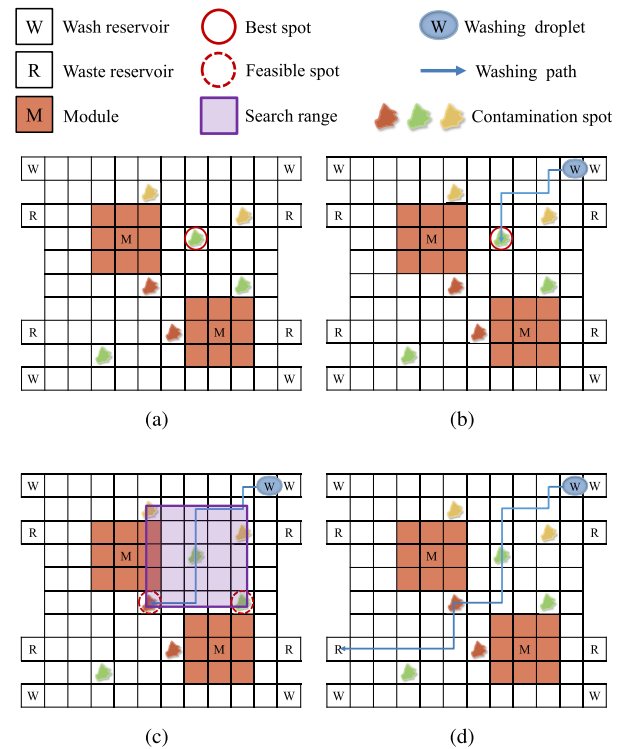 W Wash reservoir Best spot W Washing droplet
R Waste reservoir Feasible spot Washing path
M Module Search range Contamination spot
W W W W W
R R R R
M M
R M R R M R
W W W W
(a) (b)
W W W W W W
R R R R
M M
R M R R M R
W W W W
(c) (d)